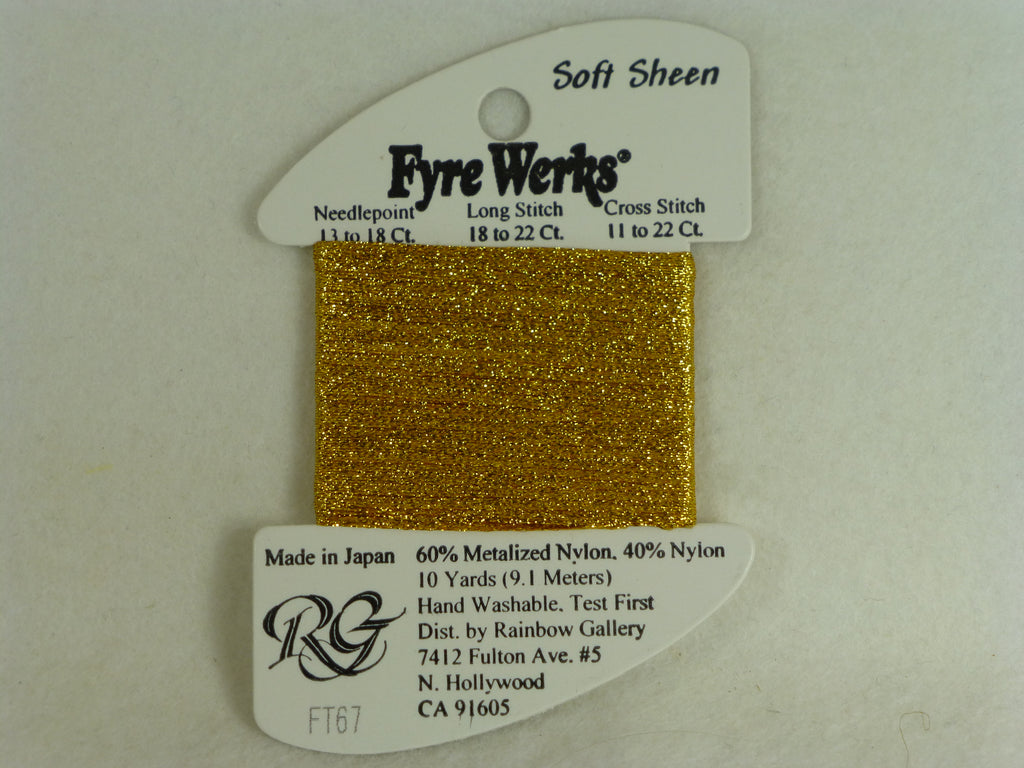 Soft Sheen
Fyre Werks®
Needlepoint Long Stitch Cross Stitch
13 to 18 Ct. 18 to 22 Ct. 11 to 22 Ct.
Made in Japan
60% Metalized Nylon, 40% Nylon
10 Yards (9.1 Meters)
Hand Washable, Test First
Dist. by Rainbow Gallery
7412 Fulton Ave. #5
N. Hollywood
CA 91605
RG
FT67